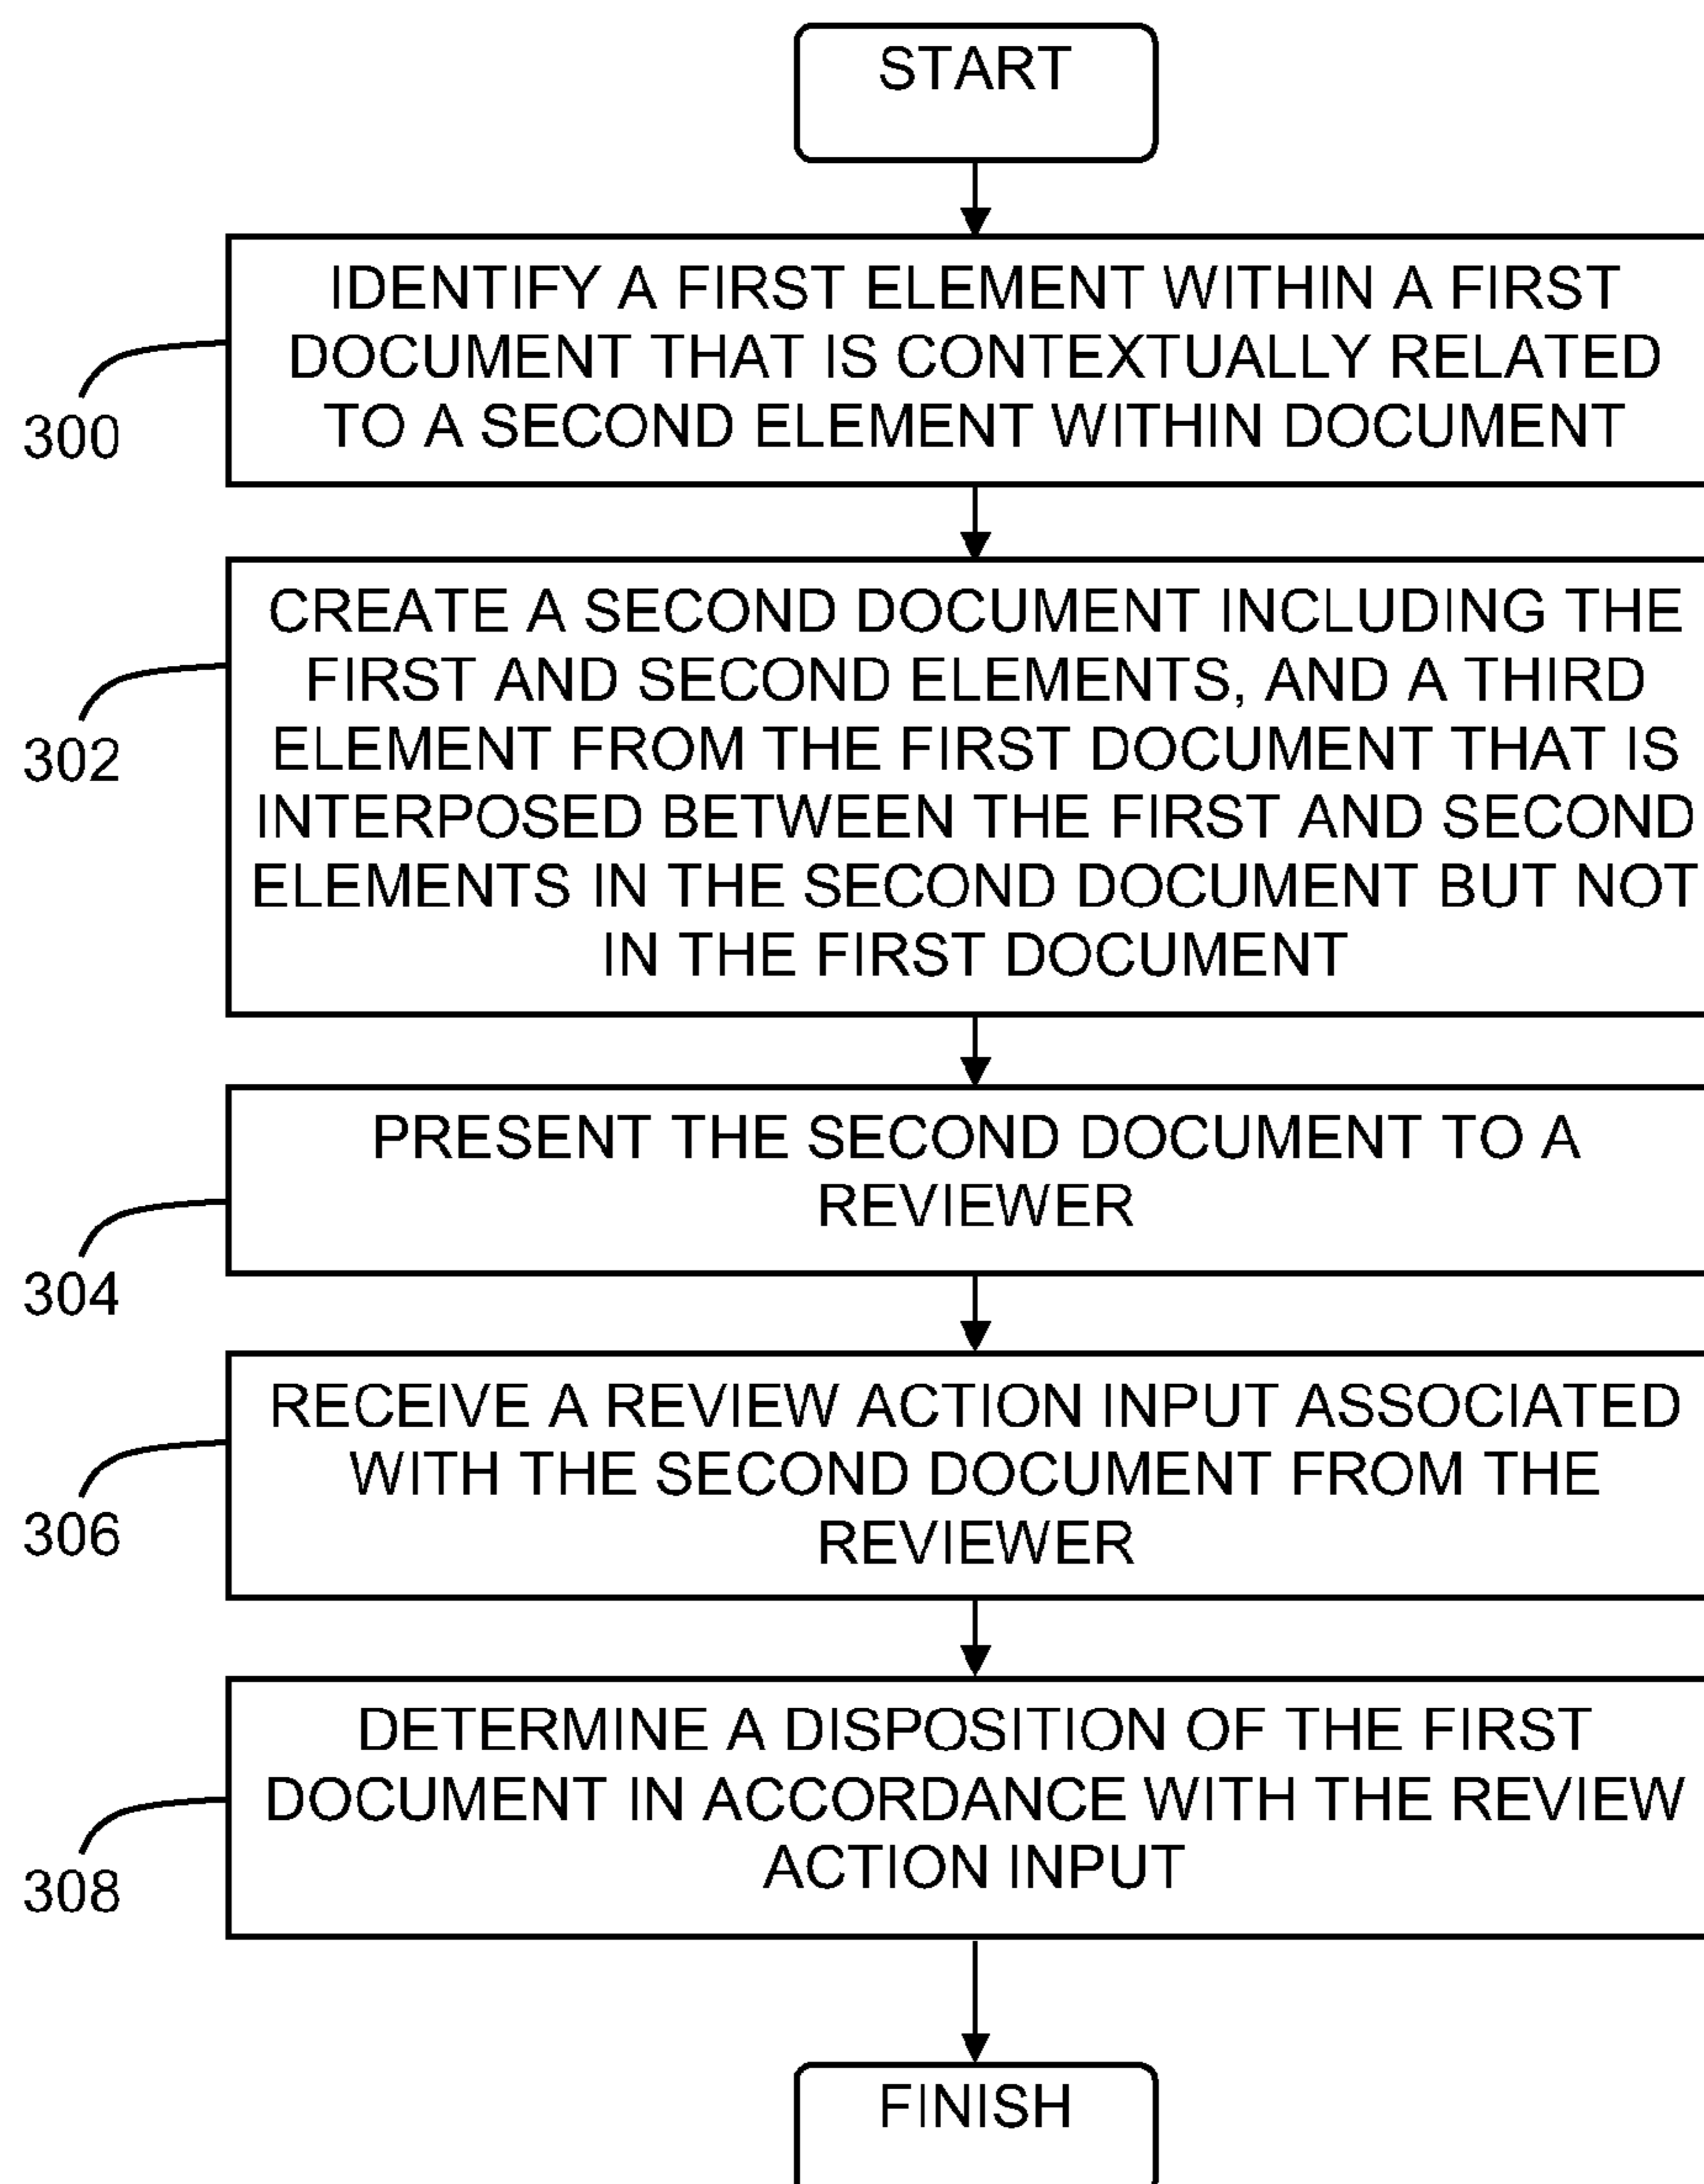 START
IDENTIFY A FIRST ELEMENT WITHIN A FIRST
DOCUMENT THAT IS CONTEXTUALLY RELATED
TO A SECOND ELEMENT WITHIN DOCUMENT
300
CREATE A SECOND DOCUMENT INCLUDING THE
FIRST AND SECOND ELEMENTS, AND A THIRD
ELEMENT FROM THE FIRST DOCUMENT THAT IS
INTERPOSED BETWEEN THE FIRST AND SECOND
ELEMENTS IN THE SECOND DOCUMENT BUT NOT
IN THE FIRST DOCUMENT
302
PRESENT THE SECOND DOCUMENT TO A
REVIEWER
304
RECEIVE A REVIEW ACTION INPUT ASSOCIATED
WITH THE SECOND DOCUMENT FROM THE
REVIEWER
306
DETERMINE A DISPOSITION OF THE FIRST
DOCUMENT IN ACCORDANCE WITH THE REVIEW
ACTION INPUT
308
FINISH